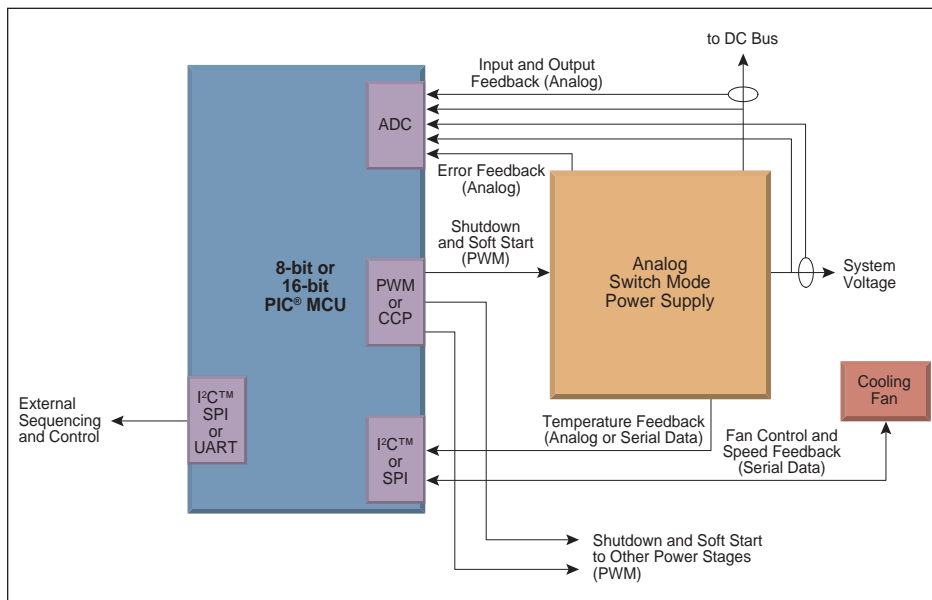 to DC Bus
Input and Output
Feedback (Analog)
ADC
Error Feedback
(Analog)
Shutdown
and Soft Start
(PWM)
8-bit or
16-bit
PIC® MCU
PWM
or
CCP
Analog
Switch Mode
Power Supply
System
Voltage
Cooling
Fan
I²C™
SPI
or
UART
External
Sequencing
and Control
Temperature Feedback
(Analog or Serial Data)
Fan Control and
Speed Feedback
(Serial Data)
I²C™
or
SPI
Shutdown and Soft Start
to Other Power Stages
(PWM)